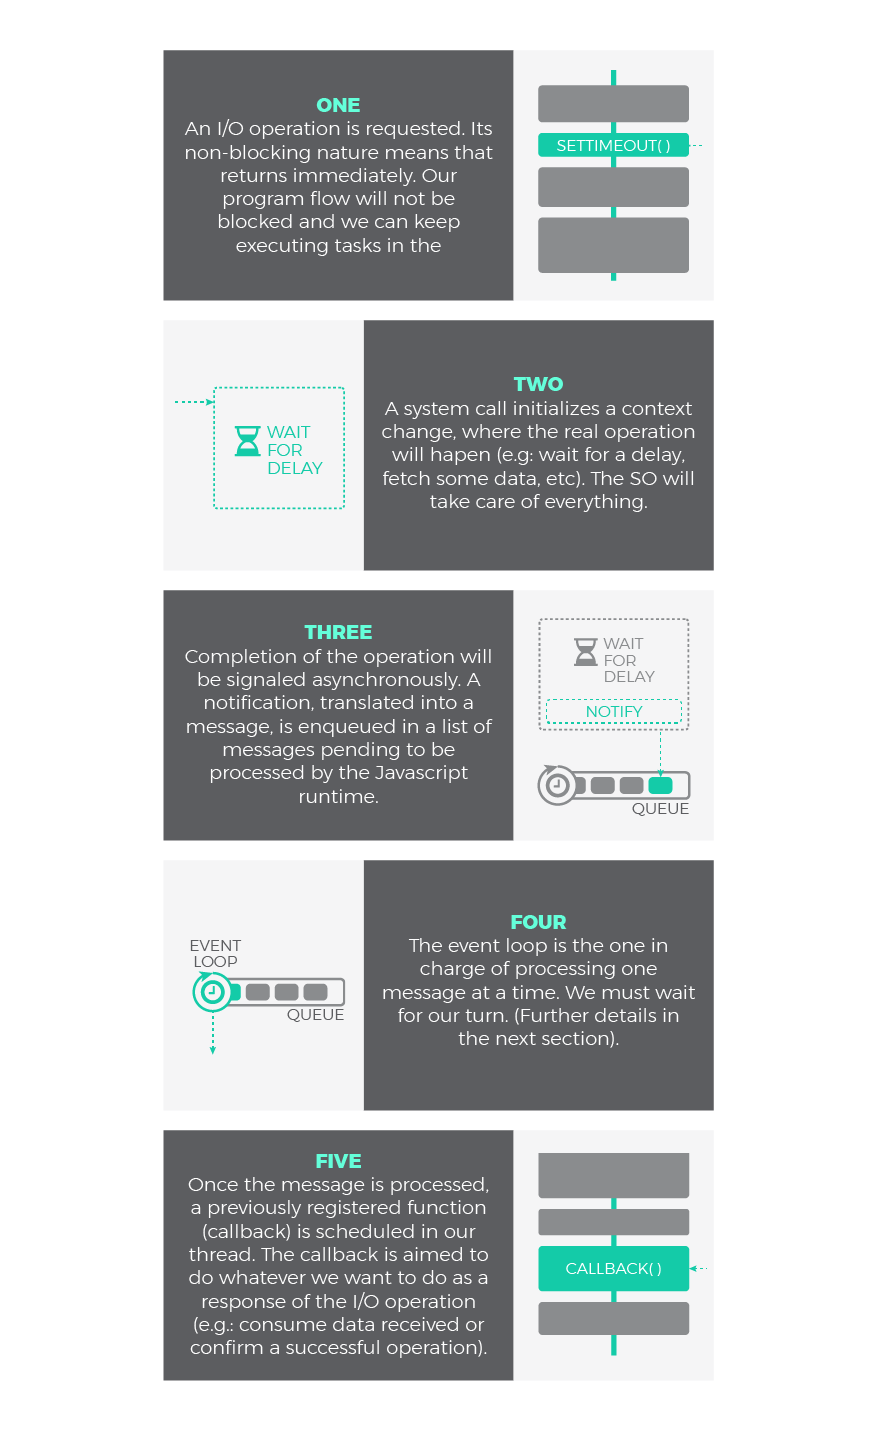 ONE
An I/O operation is requested. Its
non-blocking nature means that
returns immediately. Our
program flow will not be
blocked and we can keep
executing tasks in the
SETTIMEOUT( )
WAIT
FOR
DELAY
TWO
A system call initializes a context
change, where the real operation
will hapen (e.g: wait for a delay,
fetch some data, etc). The SO will
take care of everything.
THREE
Completion of the operation will
be signaled asynchronously. A
notification, translated into a
message, is enqueued in a list of
messages pending to be
processed by the Javascript
runtime.
WAIT
FOR
DELAY
NOTIFY
QUEUE
EVENT
LOOP
QUEUE
FOUR
The event loop is the one in
charge of processing one
message at a time. We must wait
for our turn. (Further details in
the next section).
FIVE
Once the message is processed,
a previously registered function
(callback) is scheduled in our
thread. The callback is aimed to
do whatever we want to do as a
response of the I/O operation
(e.g.: consume data received or
confirm a successful operation).
CALLBACK( )